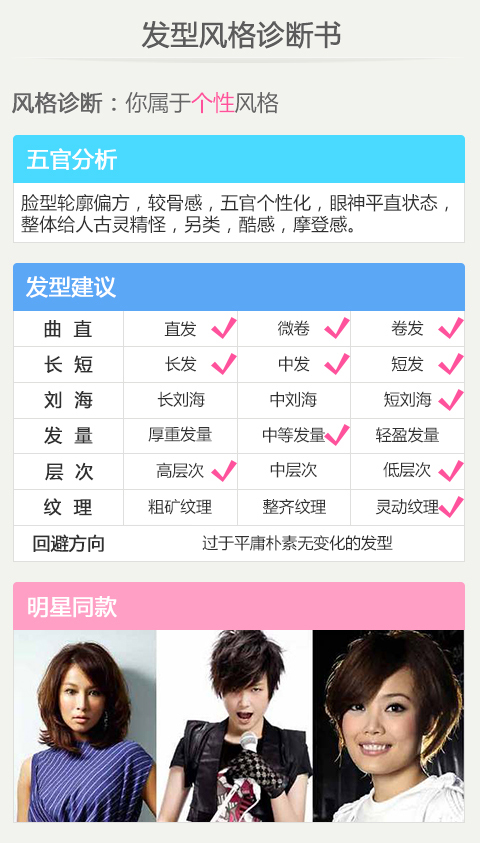 发型风格诊断书
风格诊断：你属于个性风格
五官分析
脸型轮廓偏方，较骨感，五官个性化，眼神平直状态，
整体给人古灵精怪，另类，酷感，摩登感。
发型建议
曲 直 直发 微卷 卷发
长 短 长发 中发 短发
刘 海 长刘海 中刘海 短刘海
发 量 厚重发量 中等发量 轻盈发量
层 次 高层次 中层次 低层次
纹 理 粗矿纹理 整齐纹理 灵动纹理
回避方向 过于平庸朴素无变化的发型
明星同款